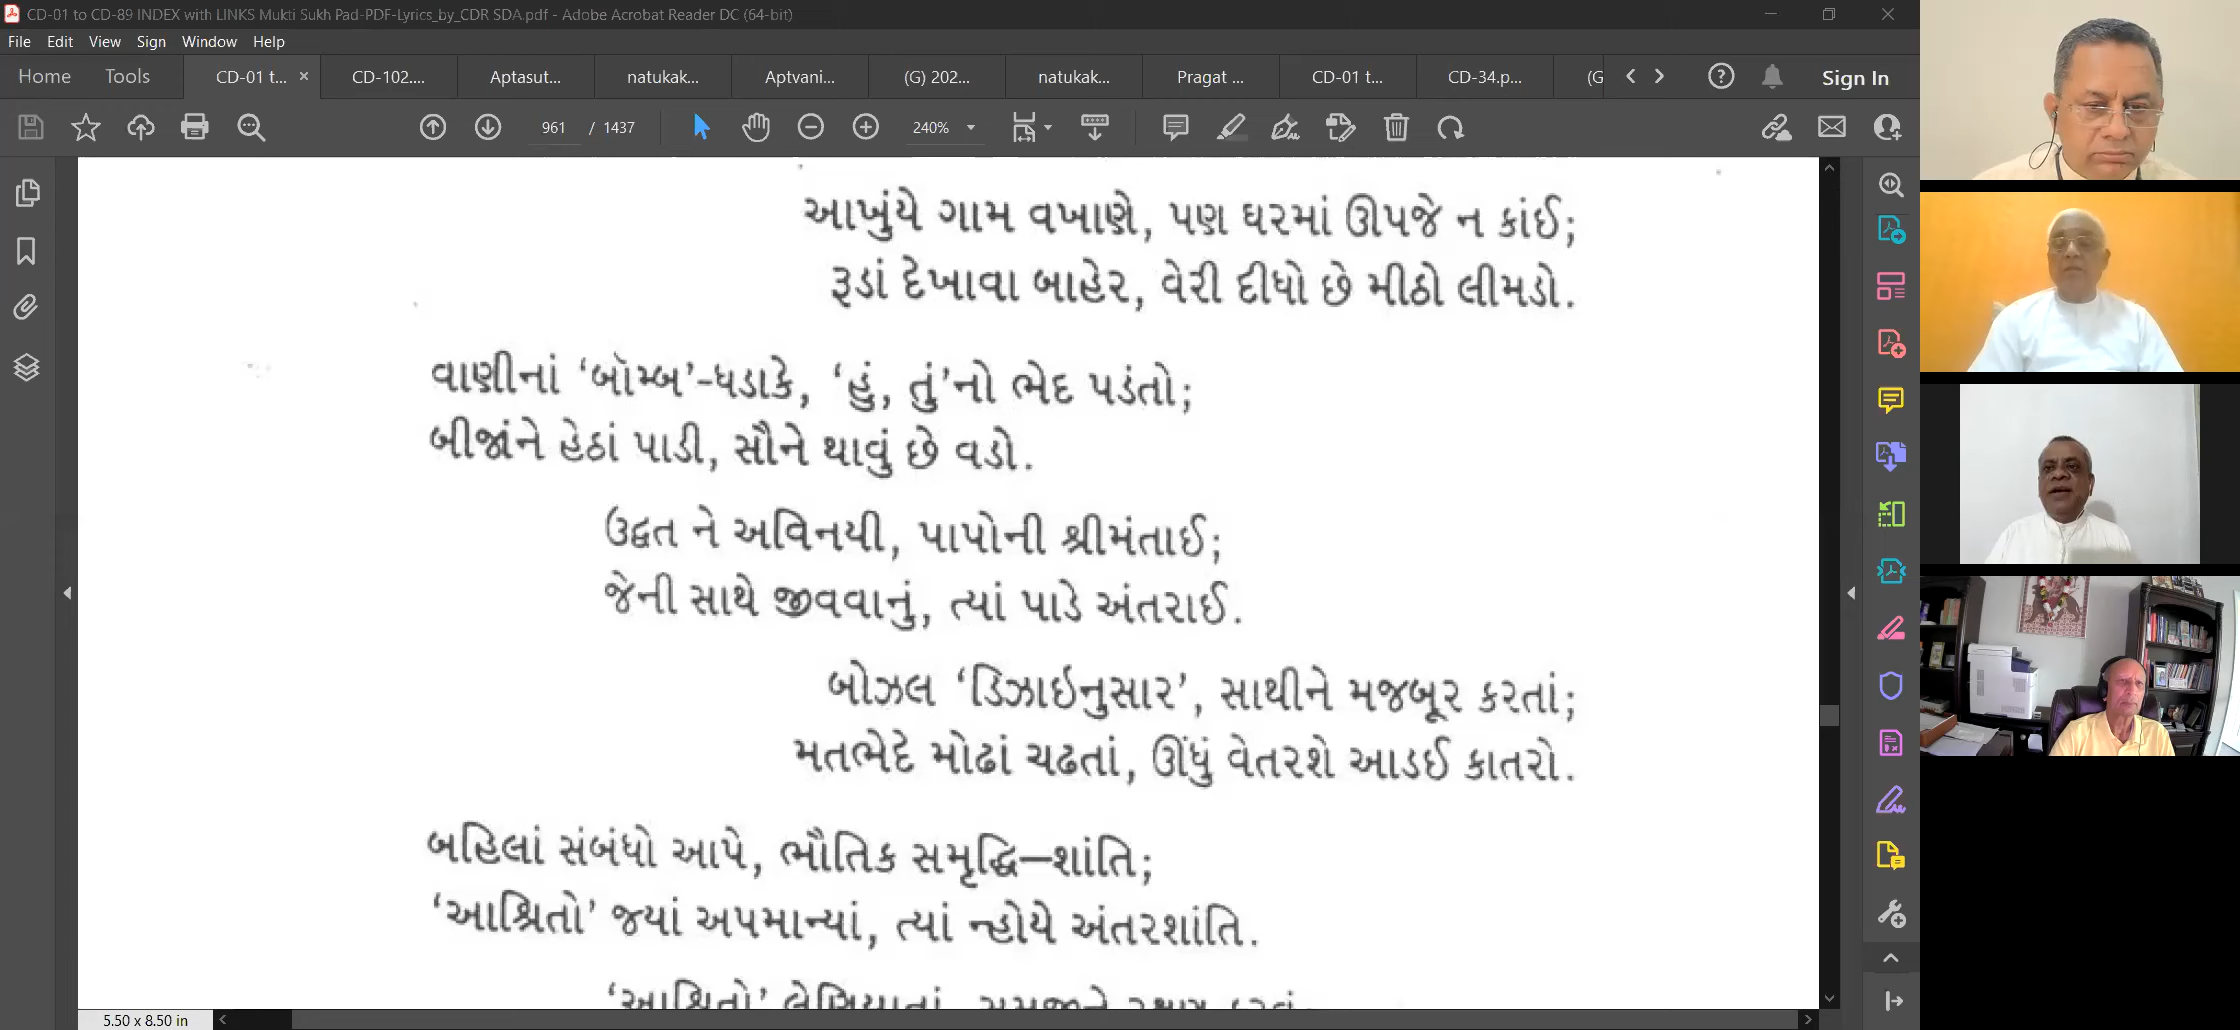 CD-01 to CD-89 INDEX with LINKS Mukti Sukh Pad-PDF-Lyrics_by_CDR SDA.pdf - Adobe Acrobat Reader DC (64-bit)
File Edit View Sign Window Help
Home Tools CD-01 t... × CD-102.... Aptasut... natukak... Aptvani... (G) 202... natukak... Pragat ... CD-01 t... CD-34.p... (G Sign In
961 / 1437 240%
આખુંયે ગામ વખાણે, પણ ઘરમાં ઊપજે ન કાંઈ;
રૂડાં દેખાવા બાહેર, વેરી દીધો છે મીઠો લીમડો.
વાણીનાં ‘બૉમ્બ’-ધડાકે, ‘હું, તું’નો ભેદ પડંતો;
બીજાંને હેઠાં પાડી, સૌને થાવું છે વડો.
ઉદ્ધત ને અવિનયી, પાપોની શ્રીમંતાઈ;
જેની સાથે જીવવાનું, ત્યાં પાડે અંતરાઈ.
બોઝલ ‘ડિઝાઇનુસાર’, સાથીને મજબૂર કરતાં;
મતભેદે મોઢાં ચઢતાં, ઊંધું વેતરશે આડઈ કાતરો.
બહિલાં સંબંધો આપે, ભૌતિક સમૃદ્ધિ—શાંતિ;
‘આશ્રિતો’ જ્યાં અપમાન્યાં, ત્યાં ન્હોયે અંતરશાંતિ.
5.50 x 8.50 in